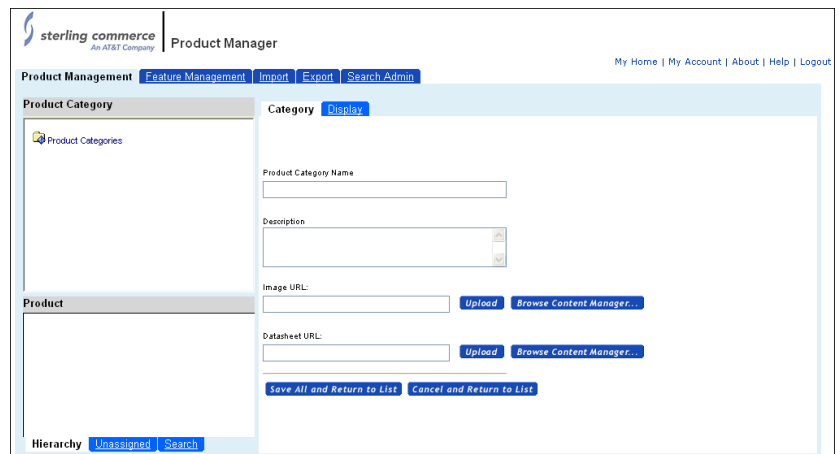 sterling commerce
An AT&T Company
Product Manager
My Home | My Account | About | Help | Logout
Product Management Feature Management Import Export Search Admin
Product Category
Product Categories
Category Display
Product Category Name
Description
Image URL:
Upload Browse Content Manager...
Datasheet URL:
Upload Browse Content Manager...
Save All and Return to List Cancel and Return to List
Product
Hierarchy Unassigned Search